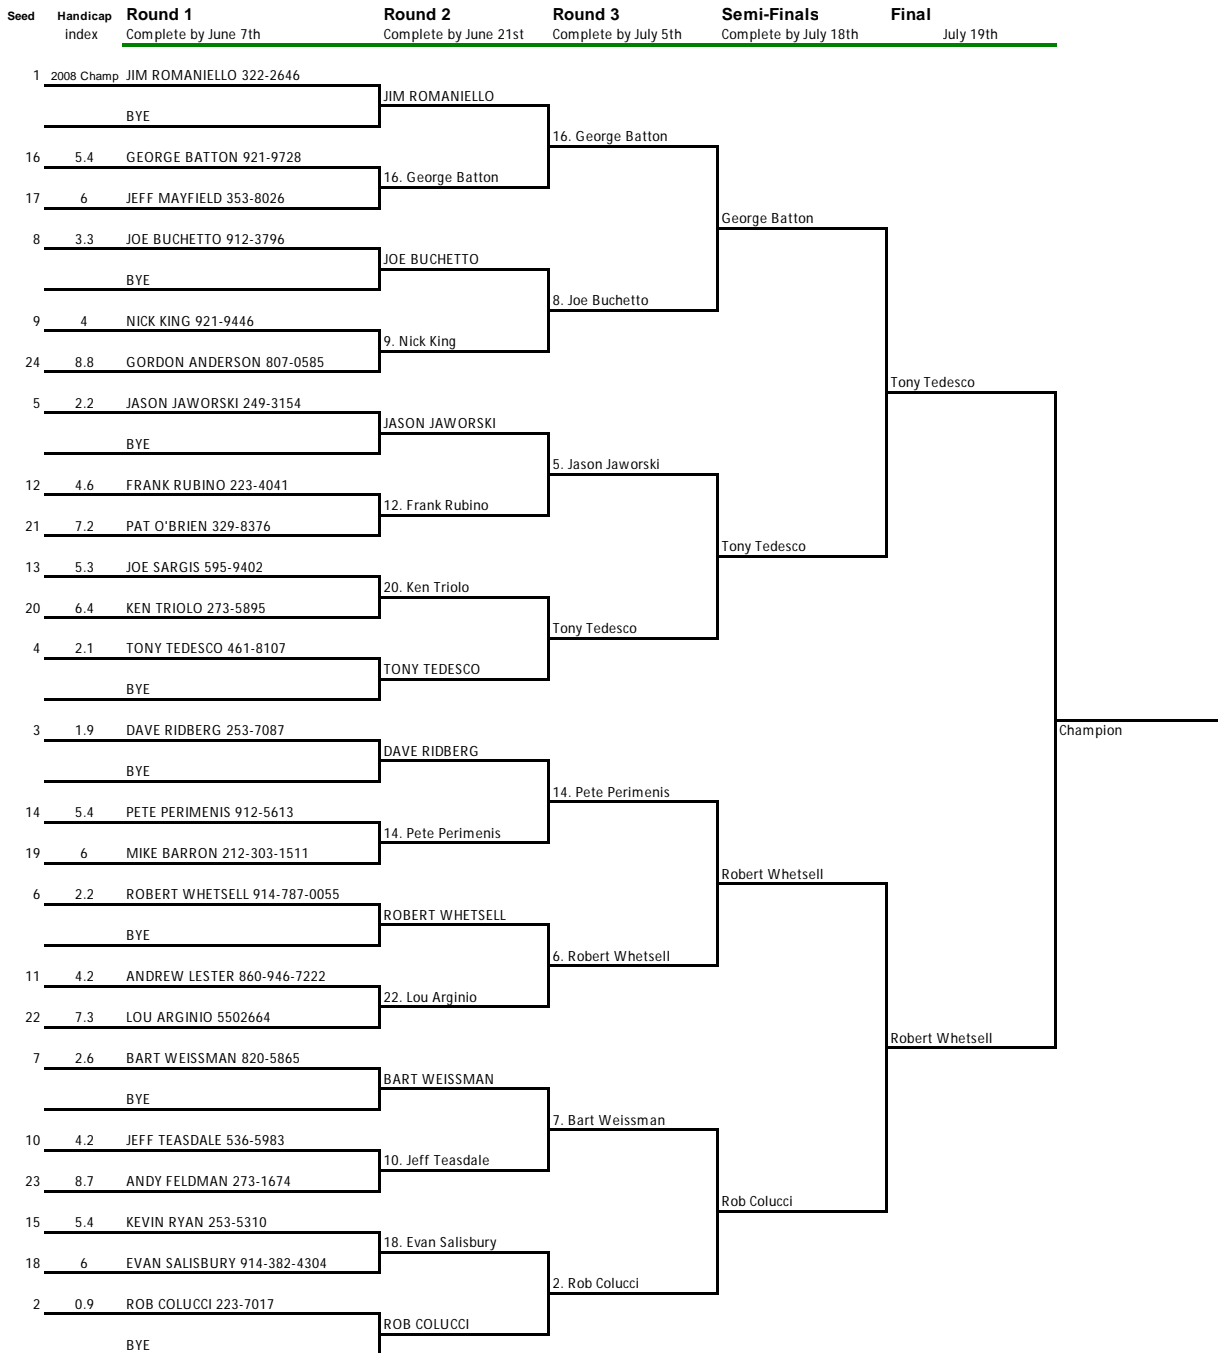 Seed Handicap Round 1 Round 2 Round 3 Semi-Finals Final
index Complete by June 7th Complete by June 21st Complete by July 5th Complete by July 18th July 19th
1 2008 Champ JIM ROMANIELLO 322-2646
JIM ROMANIELLO
BYE
16. George Batton
16 5.4 GEORGE BATTON 921-9728
16. George Batton
17 6 JEFF MAYFIELD 353-8026
George Batton
8 3.3 JOE BUCHETTO 912-3796
JOE BUCHETTO
BYE
8. Joe Buchetto
9 4 NICK KING 921-9446
9. Nick King
24 8.8 GORDON ANDERSON 807-0585
Tony Tedesco
5 2.2 JASON JAWORSKI 249-3154
JASON JAWORSKI
BYE
5. Jason Jaworski
12 4.6 FRANK RUBINO 223-4041
12. Frank Rubino
21 7.2 PAT O'BRIEN 329-8376
Tony Tedesco
13 5.3 JOE SARGIS 595-9402
20. Ken Triolo
20 6.4 KEN TRIOLO 273-5895
Tony Tedesco
4 2.1 TONY TEDESCO 461-8107
TONY TEDESCO
BYE
3 1.9 DAVE RIDBERG 253-7087
Champion
DAVE RIDBERG
BYE
14. Pete Perimenis
14 5.4 PETE PERIMENIS 912-5613
14. Pete Perimenis
19 6 MIKE BARRON 212-303-1511
Robert Whetsell
6 2.2 ROBERT WHETSELL 914-787-0055
ROBERT WHETSELL
BYE
6. Robert Whetsell
11 4.2 ANDREW LESTER 860-946-7222
22. Lou Arginio
22 7.3 LOU ARGINIO 5502664
Robert Whetsell
7 2.6 BART WEISSMAN 820-5865
BART WEISSMAN
BYE
7. Bart Weissman
10 4.2 JEFF TEASDALE 536-5983
10. Jeff Teasdale
23 8.7 ANDY FELDMAN 273-1674
Rob Colucci
15 5.4 KEVIN RYAN 253-5310
18. Evan Salisbury
18 6 EVAN SALISBURY 914-382-4304
2. Rob Colucci
2 0.9 ROB COLUCCI 223-7017
ROB COLUCCI
BYE